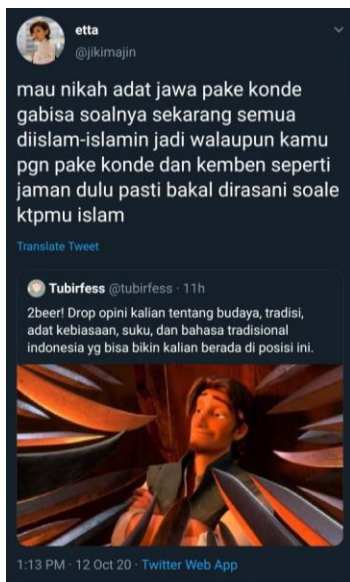 etta
@jikimajin
mau nikah adat jawa pake konde
gabisa soalnya sekarang semua
diislam-islamin jadi walaupun kamu
pgn pake konde dan kemben seperti
jaman dulu pasti bakal dirasani soale
ktpmu islam
Translate Tweet
Tubirfess @tubirfess · 11h
2beer! Drop opini kalian tentang budaya, tradisi,
adat kebiasaan, suku, dan bahasa tradisional
indonesia yg bisa bikin kalian berada di posisi ini.
1:13 PM · 12 Oct 20 · Twitter Web App